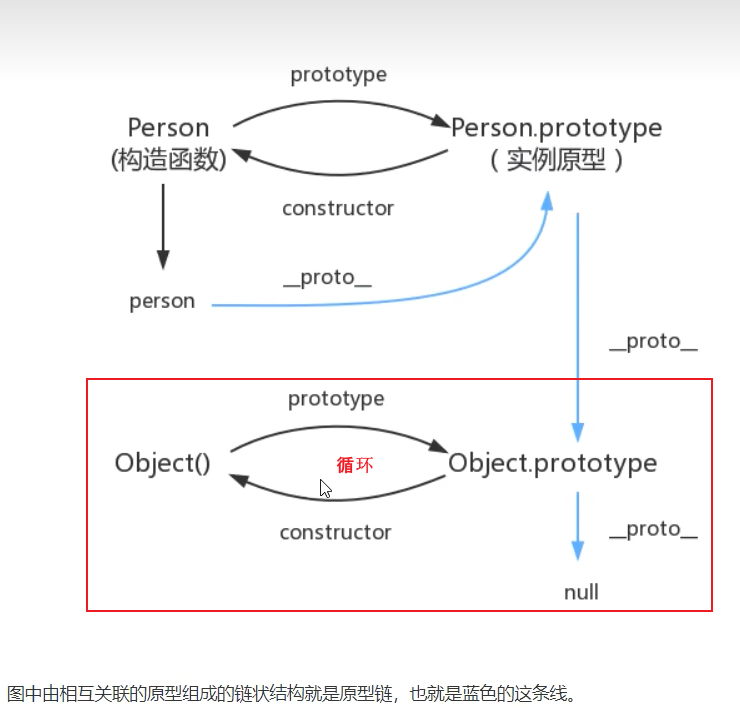 prototype
Person
Person.prototype
(构造函数)
( 实例原型 )
constructor
__proto__
person
__proto__
prototype
Object()
循环
Object.prototype
constructor
__proto__
null
图中由相互关联的原型组成的链状结构就是原型链，也就是蓝色的这条线。